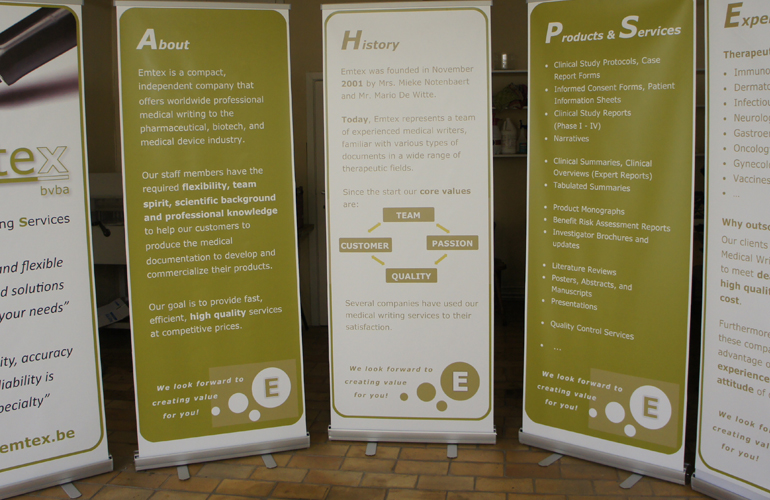 tex
bvba
ng Services
and flexible
d solutions
your needs"
ity, accuracy
liability is
pecialty"
emtex.be
About
Emtex is a compact,
independent company that
offers worldwide professional
medical writing to the
pharmaceutical, biotech, and
medical device industry.
Our staff members have the
required flexibility, team
spirit, scientific background
and professional knowledge
to help our customers to
produce the medical
documentation to develop and
commercialize their products.
Our goal is to provide fast,
efficient, high quality services
at competitive prices.
We look forward to
creating value
for you!
E
History
Emtex was founded in November
2001 by Mrs. Mieke Notenbaert
and Mr. Mario De Witte.
Today, Emtex represents a team
of experienced medical writers,
familiar with various types of
documents in a wide range of
therapeutic fields.
Since the start our core values
are:
TEAM
CUSTOMER
PASSION
QUALITY
Several companies have used our
medical writing services to their
satisfaction.
We look forward to
creating value
for you!
E
Products & Services
• Clinical Study Protocols, Case
Report Forms
• Informed Consent Forms, Patient
Information Sheets
• Clinical Study Reports
(Phase I - IV)
• Narratives
• Clinical Summaries, Clinical
Overviews (Expert Reports)
• Tabulated Summaries
• Product Monographs
• Benefit Risk Assessment Reports
• Investigator Brochures and
updates
• Literature Reviews
• Posters, Abstracts, and
Manuscripts
• Presentations
• Quality Control Services
• ...
We look forward to
creating value
for you!
E
Expe
Therapeut
• Immuno
• Dermato
• Infectiou
• Neurolog
• Gastroe
• Oncolog
• Gynecol
• Vaccines
• ...
Why outso
Our clients
Medical Wri
to meet de
high qualit
cost.
Furthermor
these compa
advantage o
experience
attitude of
We look fo
creating
for y